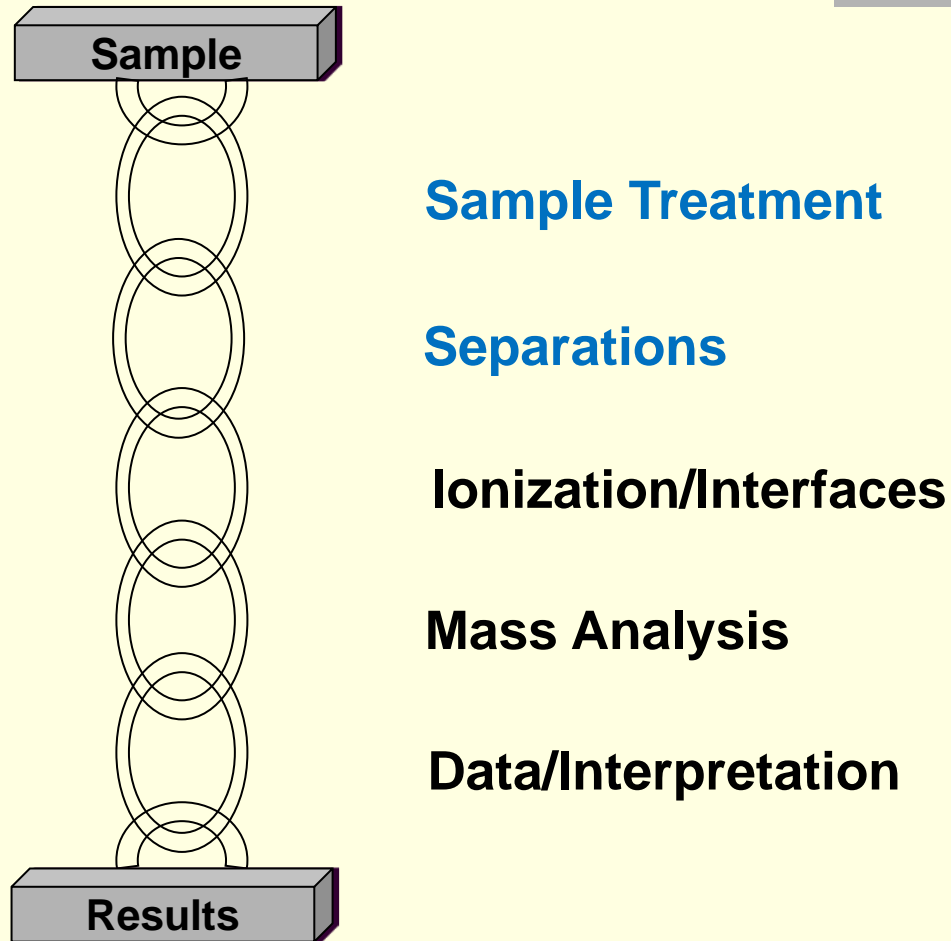 Sample
Sample Treatment
Separations
Ionization/Interfaces
Mass Analysis
Data/Interpretation
Results